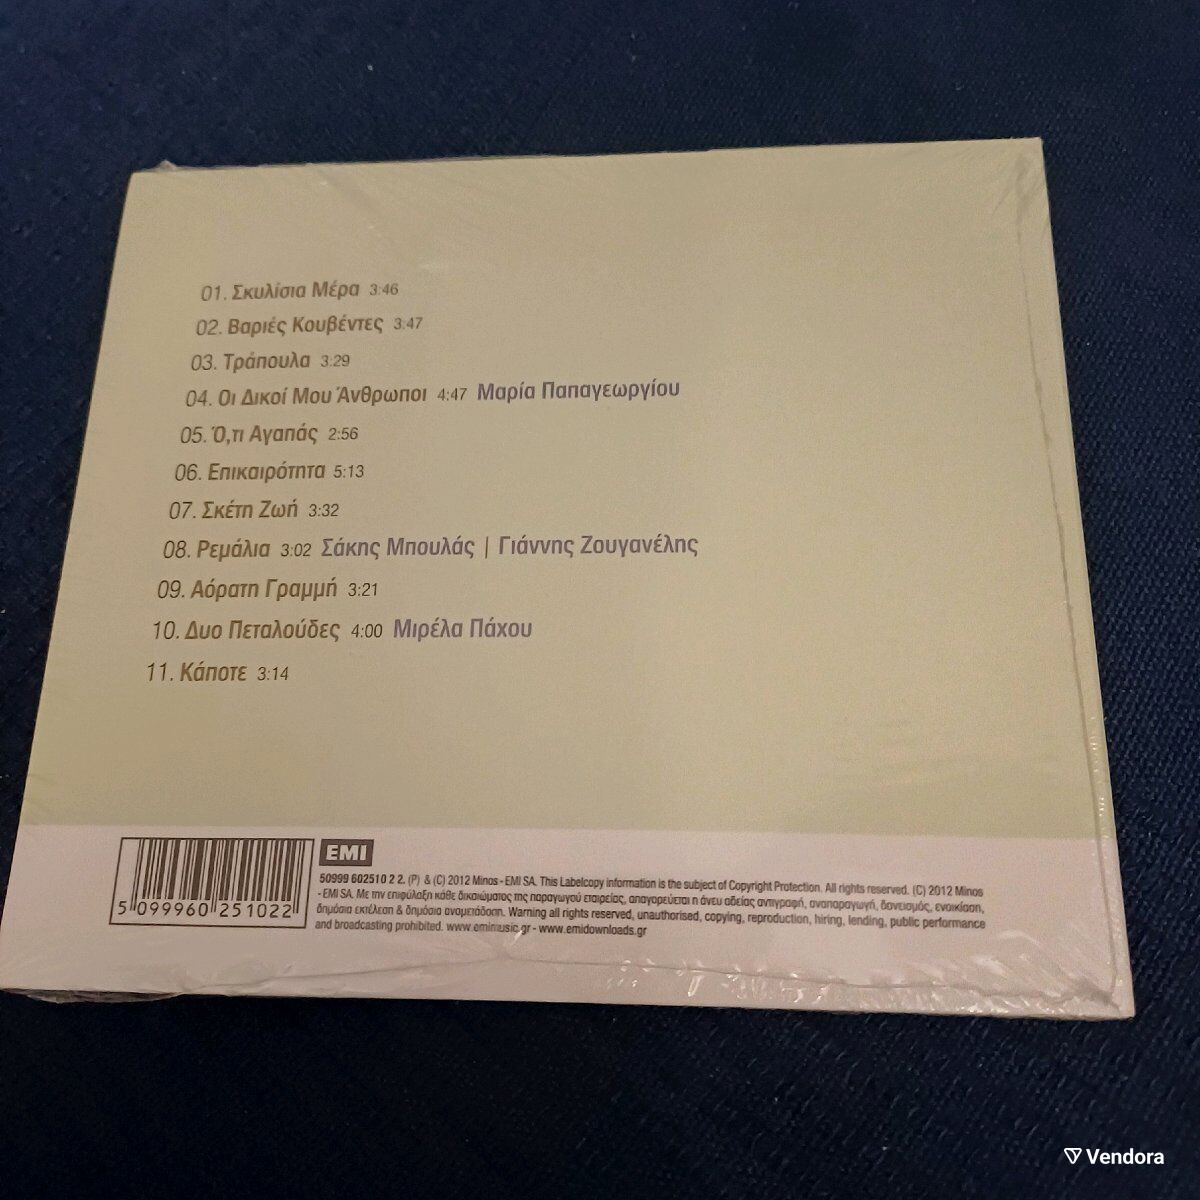 01. Σκυλίσια Μέρα 3:46
02. Βαριές Κουβέντες 3:47
03. Τράπουλα 3:29
04. Οι Δικοί Μου Άνθρωποι 4:47 Μαρία Παπαγεωργίου
05. Ό,τι Αγαπάς 2:56
06. Επικαιρότητα 5:13
07. Σκέτη Ζωή 3:32
08. Ρεμάλια 3:02 Σάκης Μπουλάς | Γιάννης Ζουγανέλης
09. Αόρατη Γραμμή 3:21
10. Δυο Πεταλούδες 4:00 Μιρέλα Πάχου
11. Κάποτε 3:14
EMI
50999 602510 2 2. (P) & (C) 2012 Minos - EMI SA. This Labelcopy information is the subject of Copyright Protection. All rights reserved. (C) 2012 Minos
- EMI SA. Με την επιφύλαξη κάθε δικαιώματος της παραγωγού εταιρείας, απαγορεύεται η άνευ αδείας αντιγραφή, αναπαραγωγή, δανεισμός, ενοικίαση,
δημόσια εκτέλεση & δημόσια αναμετάδοση. Warning all rights reserved, unauthorised, copying, reproduction, hiring, lending, public performance
and broadcasting prohibited. www.emimusic.gr - www.emidownloads.gr
5 099960 251022
Vendora